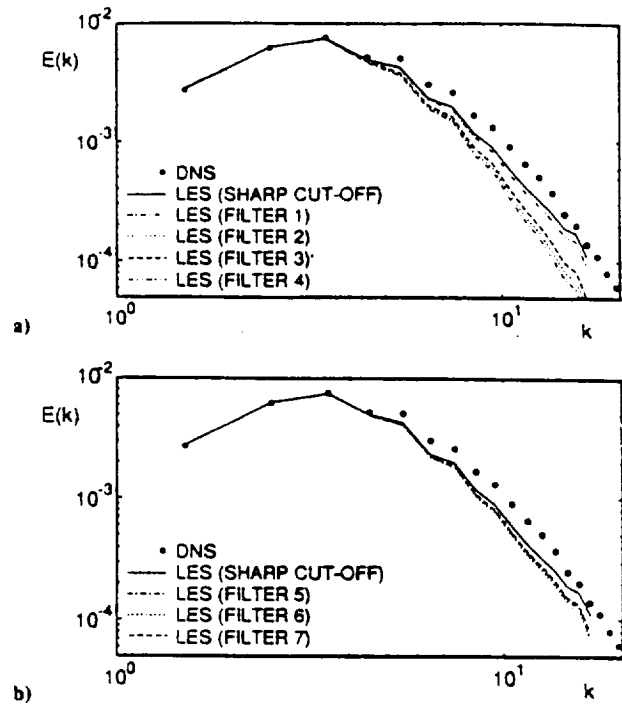 10⁻²
E(k)
10⁻³
DNS
LES (SHARP CUT-OFF)
LES (FILTER 1)
LES (FILTER 2)
LES (FILTER 3)'
LES (FILTER 4)
10⁻⁴
a)
10⁰
10¹
k
10⁻²
E(k)
10⁻³
DNS
LES (SHARP CUT-OFF)
LES (FILTER 5)
LES (FILTER 6)
LES (FILTER 7)
10⁻⁴
b)
10⁰
10¹
k